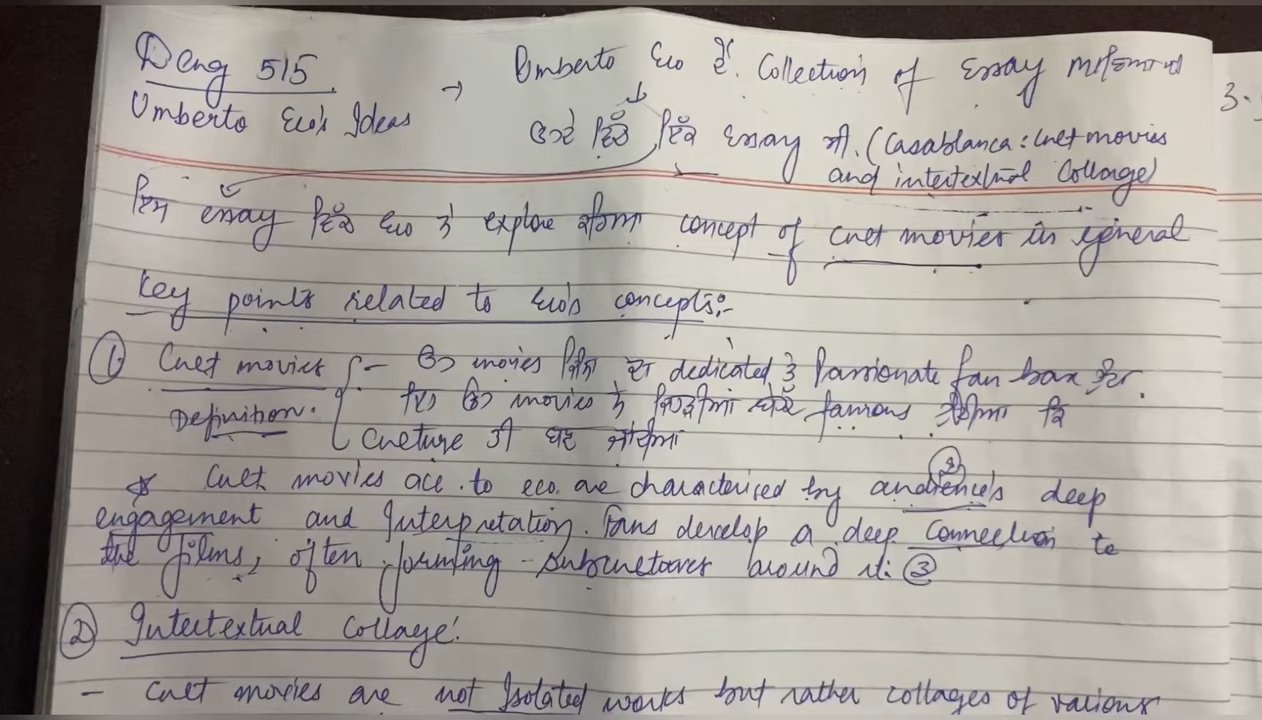 Deng 515
Umberto Eco's Ideas
→ Umberto Eco ਦੇ. Collection of Essay
ਵਿੱਚ essay ਸੀ. (Casablanca: Cult movies
and intertextual Collage)
ਇਸ essay ਵਿੱਚ Eco ਨੇ explore ਕੀਤਾ concept of cult movies in general
Key points related to Eco's concepts:-
① Cult movies - ਉਹ movies ਜਿਸ ਦਾ dedicated ਤੇ Passionate fan base ਹੋਵੇ.
Definition. ਉਹ movies ਨੇ famous ਹੋਈਆ ਕਿ
culture ਹੀ
* Cult movies acc. to eco. are characterised by audience's ② deep
engagement and Interpretation. Fans develop a deep connection to
the films, often forming subcultures around it. ③
② Intertextual Collage:
- Cult movies are not Isolated works but rather collages of various
3.